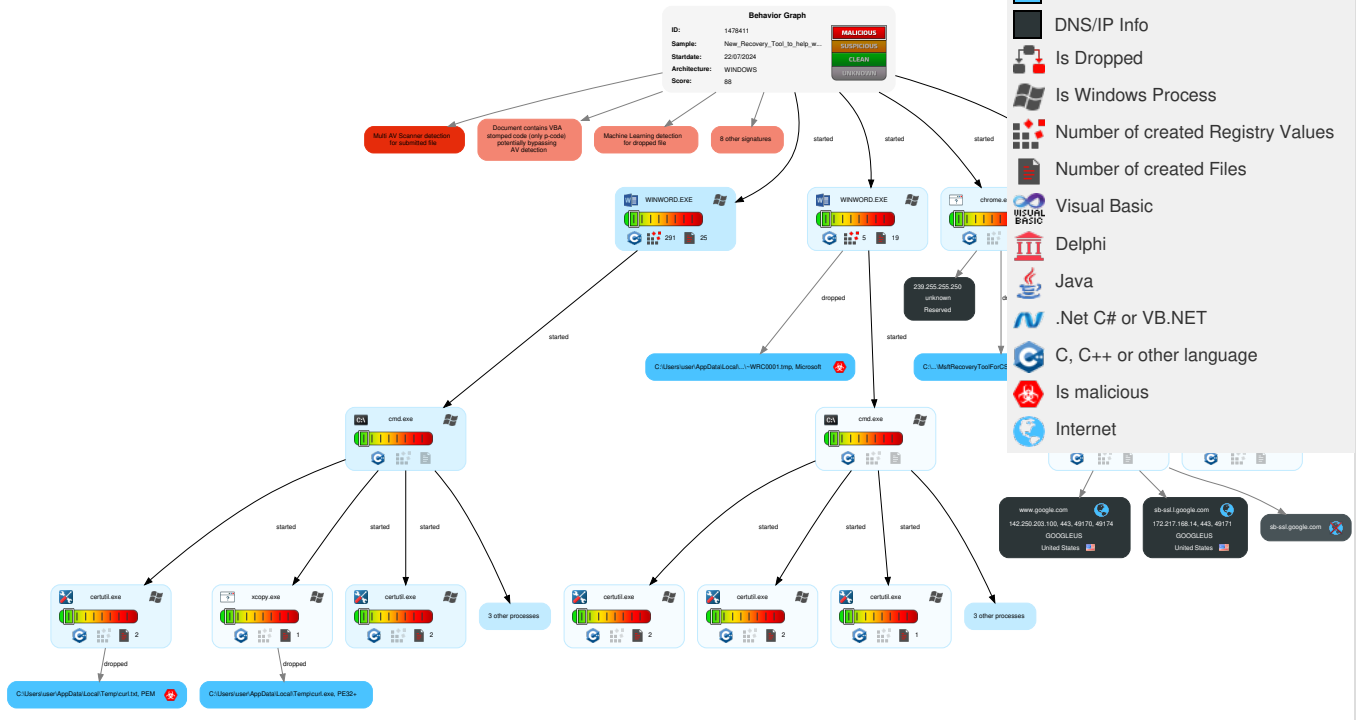 Behavior Graph
ID: 1478411
Sample: New_Recovery_Tool_to_help_w...
Startdate: 22/07/2024
Architecture: WINDOWS
Score: 88
MALICIOUS
SUSPICIOUS
CLEAN
UNKNOWN
DNS/IP Info
Is Dropped
Is Windows Process
Number of created Registry Values
Number of created Files
VISUAL BASIC
Visual Basic
Delphi
Java
.Net C# or VB.NET
C, C++ or other language
Is malicious
Internet
Multi AV Scanner detection
for submitted file
Document contains VBA
stomped code (only p-code)
potentially bypassing
AV detection
Machine Learning detection
for dropped file
8 other signatures
started
started
started
WINWORD.EXE
291
25
WINWORD.EXE
5
19
chrome.e
239.255.255.250
unknown
Reserved
dropped
started
started
C:\Users\user\AppData\Local\...\~WRC0001.tmp, Microsoft
C:\...\MsftRecoveryToolForCS
C:\
cmd.exe
C:\
cmd.exe
started
started
started
started
started
started
www.google.com
142.250.203.100, 443, 49170, 49174
GOOGLEUS
United States
sb-ssl.l.google.com
172.217.168.14, 443, 49171
GOOGLEUS
United States
sb-ssl.google.com
certutil.exe
2
xcopy.exe
1
certutil.exe
2
3 other processes
certutil.exe
2
certutil.exe
2
certutil.exe
1
3 other processes
dropped
dropped
C:\Users\user\AppData\Local\Temp\curl.txt, PEM
C:\Users\user\AppData\Local\Temp\curl.exe, PE32+